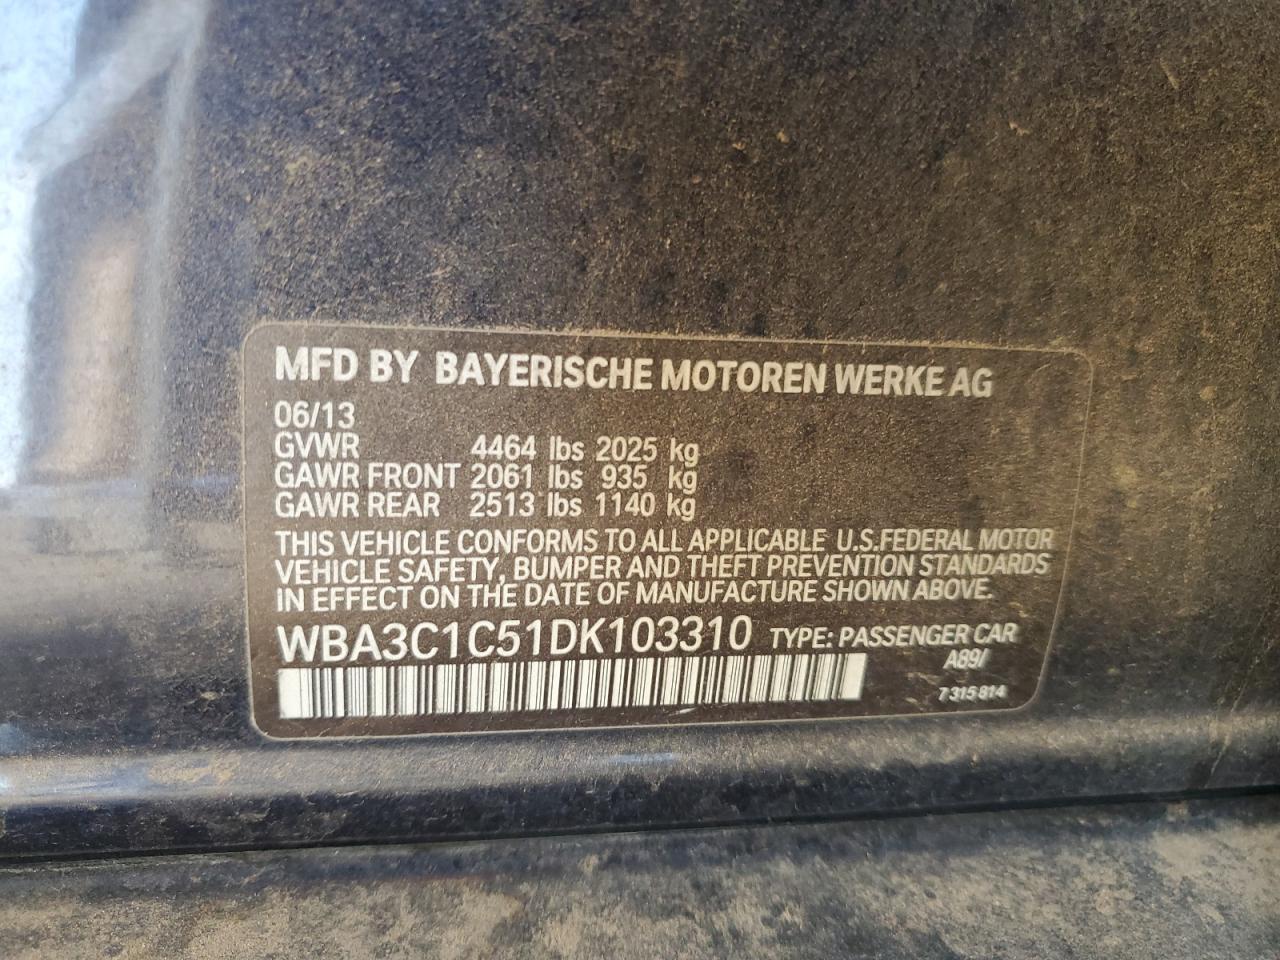 MFD BY BAYERISCHE MOTOREN WERKE AG
06/13
GVWR 4464 lbs 2025 kg
GAWR FRONT 2061 lbs 935 kg
GAWR REAR 2513 lbs 1140 kg
THIS VEHICLE CONFORMS TO ALL APPLICABLE U.S.FEDERAL MOTOR
VEHICLE SAFETY, BUMPER AND THEFT PREVENTION STANDARDS
IN EFFECT ON THE DATE OF MANUFACTURE SHOWN ABOVE.
WBA3C1C51DK103310 TYPE: PASSENGER CAR
A89/
7 315 814